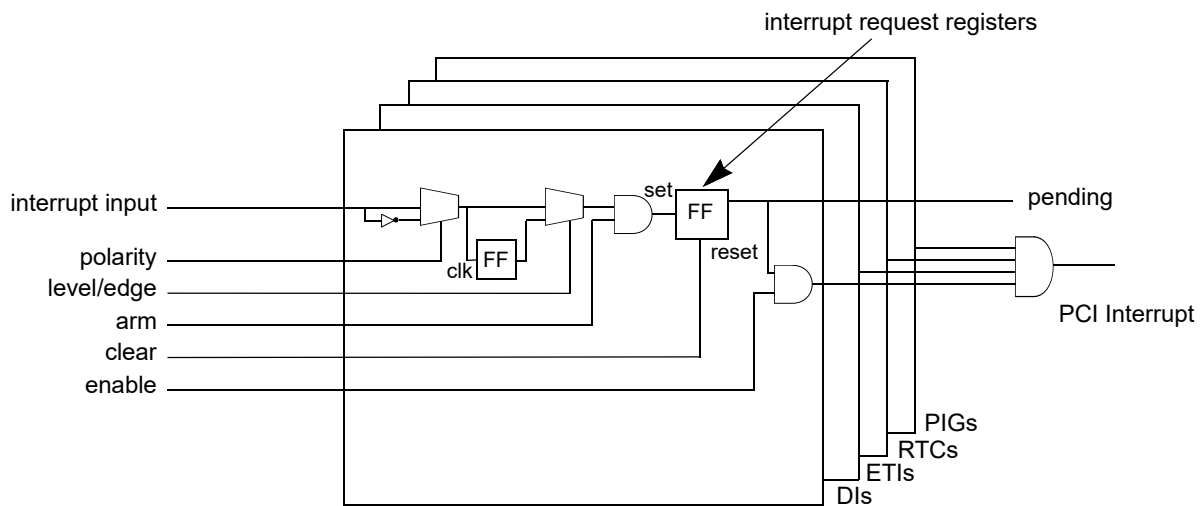 interrupt request registers
interrupt input
set
FF
pending
polarity
clk
FF
reset
level/edge
arm
PCI Interrupt
clear
enable
PIGs
RTCs
ETIs
DIs